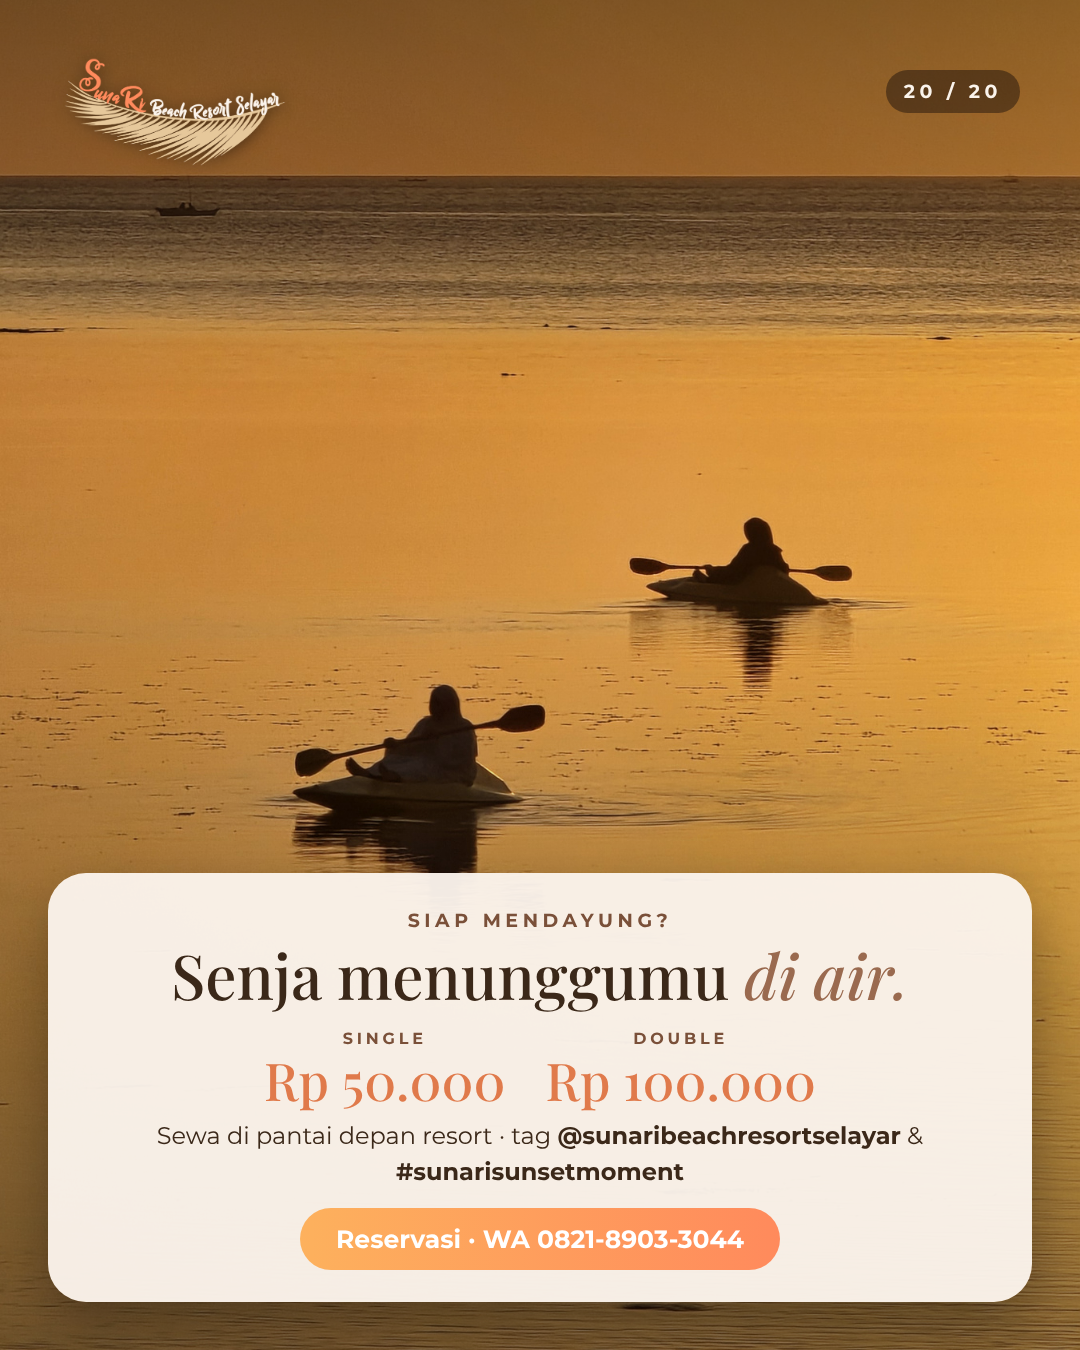 SunaRi Beach Resort Selayar
20 / 20
SIAP MENDAYUNG?
Senja menunggumu di air.
SINGLE DOUBLE
Rp 50.000 Rp 100.000
Sewa di pantai depan resort · tag @sunaribeachresortselayar &
#sunarisunsetmoment
Reservasi · WA 0821-8903-3044